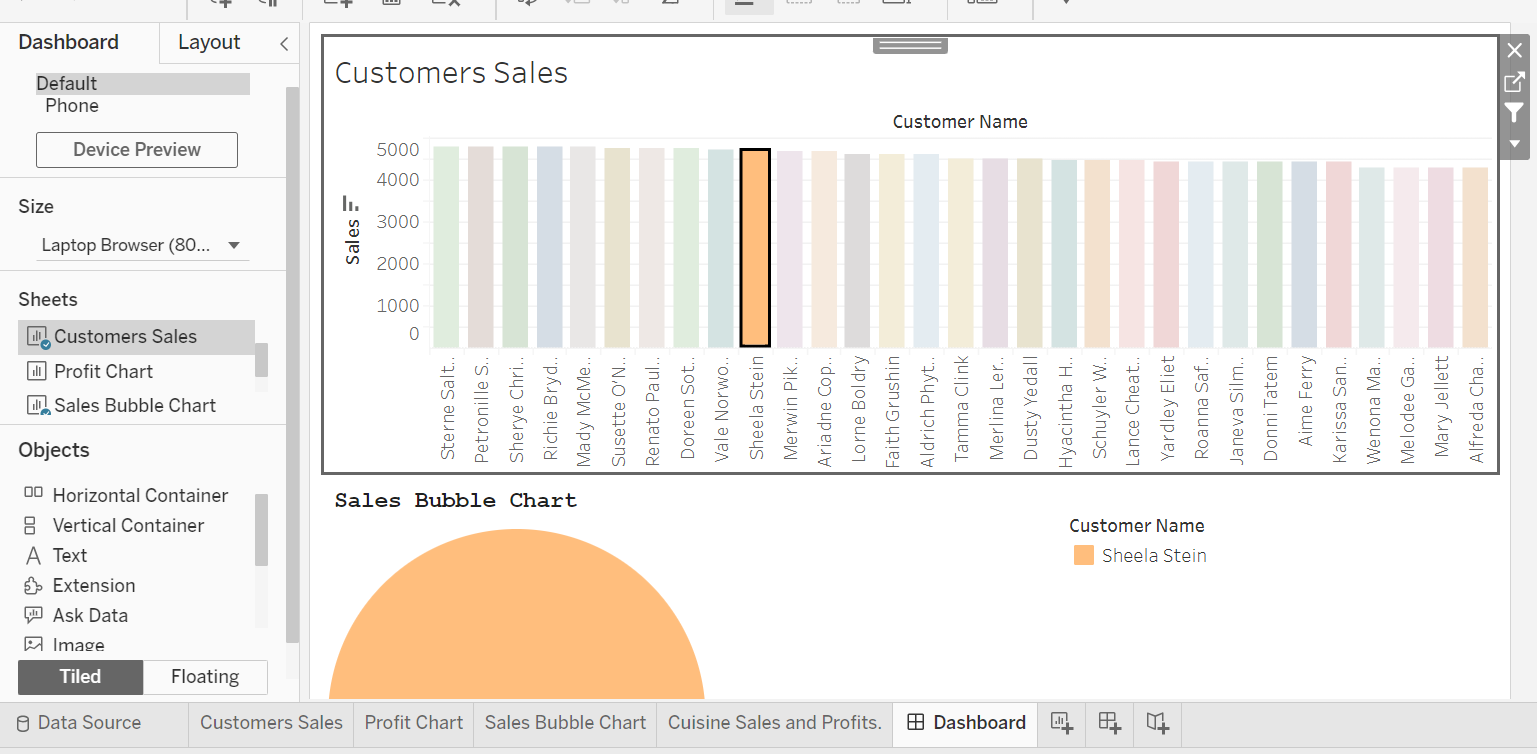 Dashboard
Layout
Default
Phone
Device Preview
Size
Laptop Browser (80...
Sheets
Customers Sales
Profit Chart
Sales Bubble Chart
Objects
Horizontal Container
Vertical Container
Text
Extension
Ask Data
Image
Tiled
Floating
Customers Sales
Customer Name
Sales
5000
4000
3000
2000
1000
0
Sterne Salt..
Petronille S..
Sherye Chri..
Richie Bryd..
Mady McMe..
Susette O'N..
Renato Paul..
Doreen Sot..
Vale Norwo..
Sheela Stein
Merwin Pik..
Ariadne Cop..
Lorne Boldry
Faith Grushin
Aldrich Phyt..
Tamma Clink
Merlina Ler..
Dusty Yedall
Hyacintha H..
Schuyler W..
Lance Cheat..
Yardley Eliet
Roanna Saf..
Janeva Silm..
Donni Tatem
Aime Ferry
Karissa San..
Wenona Ma..
Melodee Ga..
Mary Jellett
Alfreda Cha..
Sales Bubble Chart
Customer Name
Sheela Stein
Data Source
Customers Sales
Profit Chart
Sales Bubble Chart
Cuisine Sales and Profits.
Dashboard